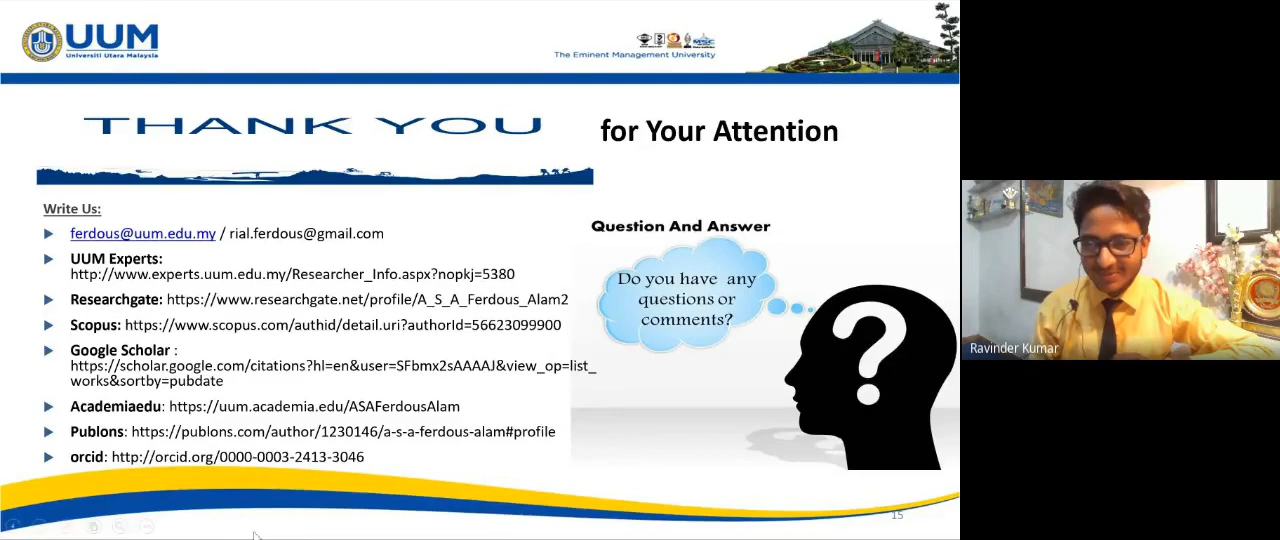 UUM
Universiti Utara Malaysia
The Eminent Management University
THANK YOU for Your Attention
Write Us:
ferdous@uum.edu.my / rial.ferdous@gmail.com
UUM Experts:
http://www.experts.uum.edu.my/Researcher_Info.aspx?nopkj=5380
Researchgate: https://www.researchgate.net/profile/A_S_A_Ferdous_Alam2
Scopus: https://www.scopus.com/authid/detail.uri?authorId=56623099900
Google Scholar :
https://scholar.google.com/citations?hl=en&user=SFbmx2sAAAAJ&view_op=list_
works&sortby=pubdate
Academiaedu: https://uum.academia.edu/ASAFerdousAlam
Publons: https://publons.com/author/1230146/a-s-a-ferdous-alam#profile
orcid: http://orcid.org/0000-0003-2413-3046
Question And Answer
Do you have any
questions or
comments?
?
15
Ravinder Kumar